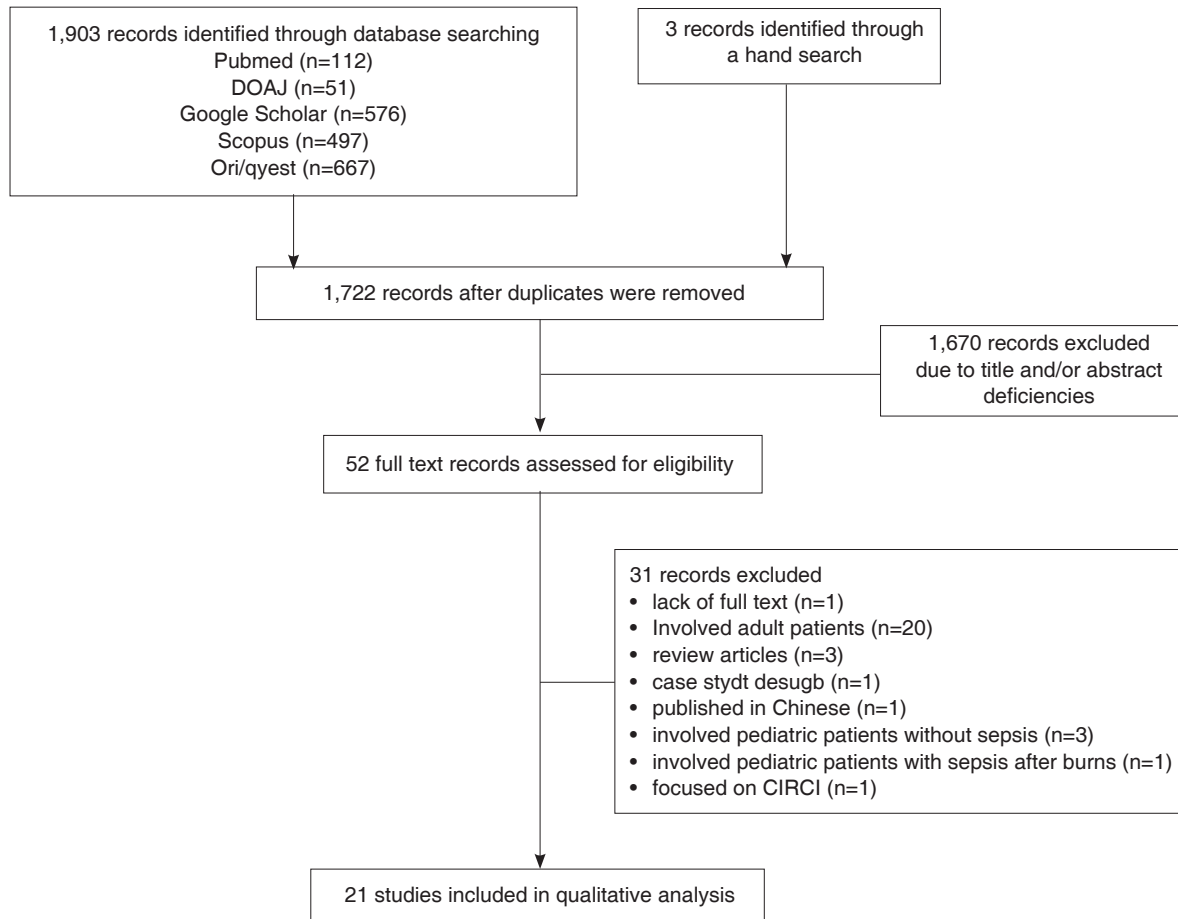 1,903 records identified through database searching
Pubmed (n=112)
DOAJ (n=51)
Google Scholar (n=576)
Scopus (n=497)
Ori/qyest (n=667)
3 records identified through
a hand search
1,722 records after duplicates were removed
1,670 records excluded
due to title and/or abstract
deficiencies
52 full text records assessed for eligibility
31 records excluded
• lack of full text (n=1)
• Involved adult patients (n=20)
• review articles (n=3)
• case stydt desugb (n=1)
• published in Chinese (n=1)
• involved pediatric patients without sepsis (n=3)
• involved pediatric patients with sepsis after burns (n=1)
• focused on CIRCI (n=1)
21 studies included in qualitative analysis